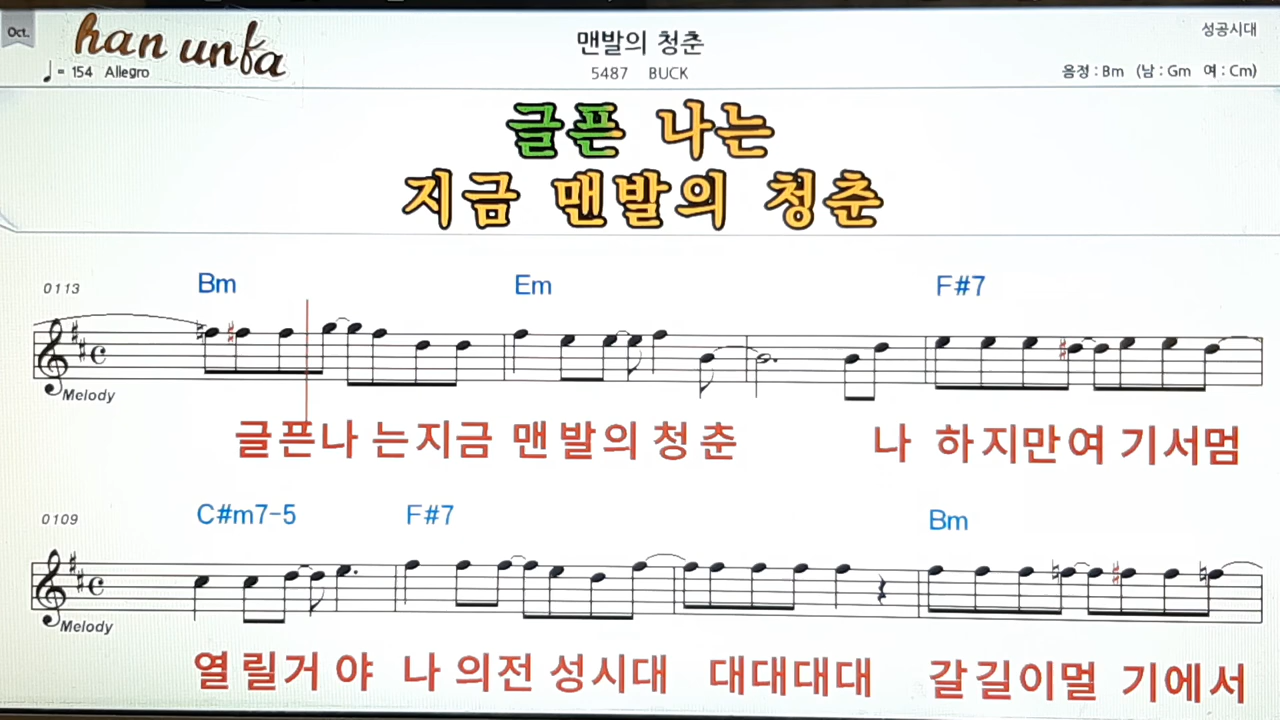 Oct.
han unfa
맨발의 청춘
성공시대
♩= 154 Allegro
5487 BUCK
음정 : Bm (남 : Gm 여 : Cm)
글픈 나는
지금 맨발의 청춘
Bm Em F#7
0113
Melody
글픈나 는지금 맨 발의 청 춘 나 하지만여 기서멈
C#m7-5 F#7 Bm
0109
Melody
열 릴거 야 나 의전 성시대 대대대대 갈길이멀 기에서